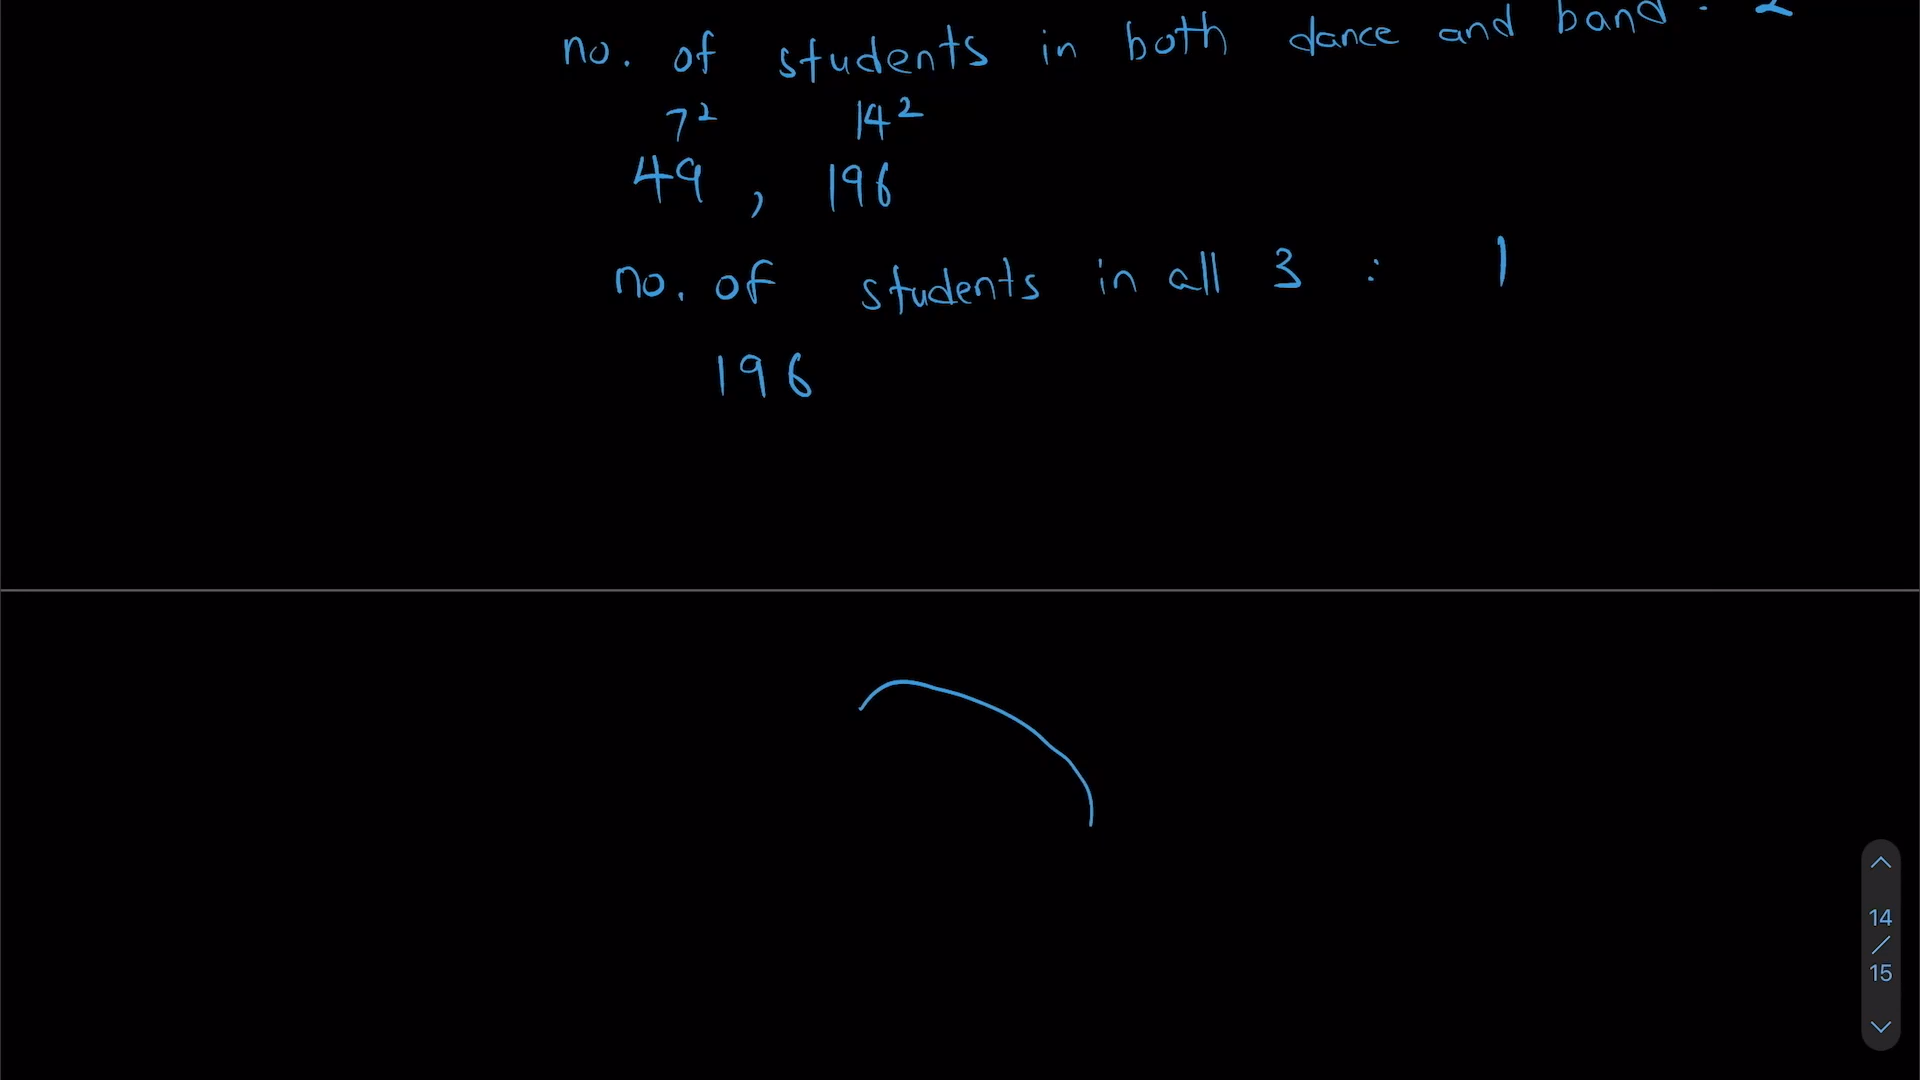 no. of students in both dance and band : 2
7² 14²
49 , 196
no. of students in all 3 : 1
196
14
/
15